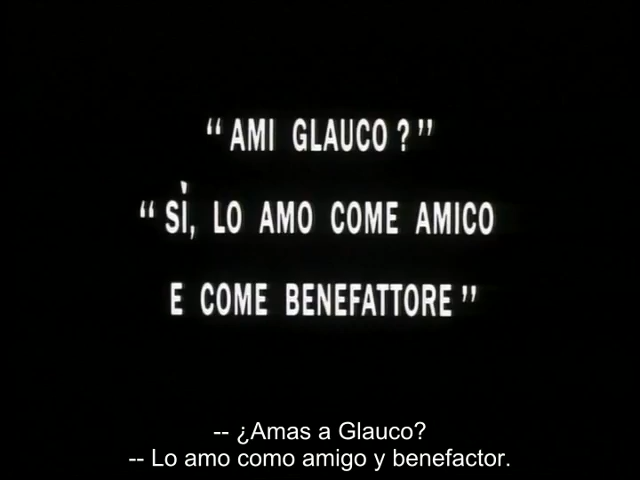 “ AMI GLAUCO ? ”
“ SÌ, LO AMO COME AMICO
E COME BENEFATTORE ”
-- ¿Amas a Glauco?
-- Lo amo como amigo y benefactor.